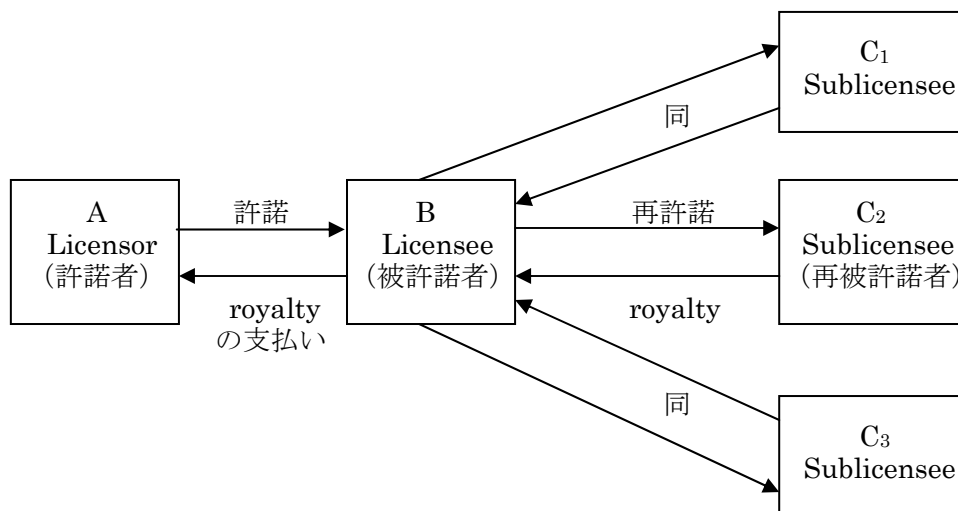 A
Licensor
（許諾者）
許諾
royalty
の支払い
B
Licensee
（被許諾者）
同
再許諾
royalty
同
C₁
Sublicensee
C₂
Sublicensee
（再被許諾者）
C₃
Sublicensee